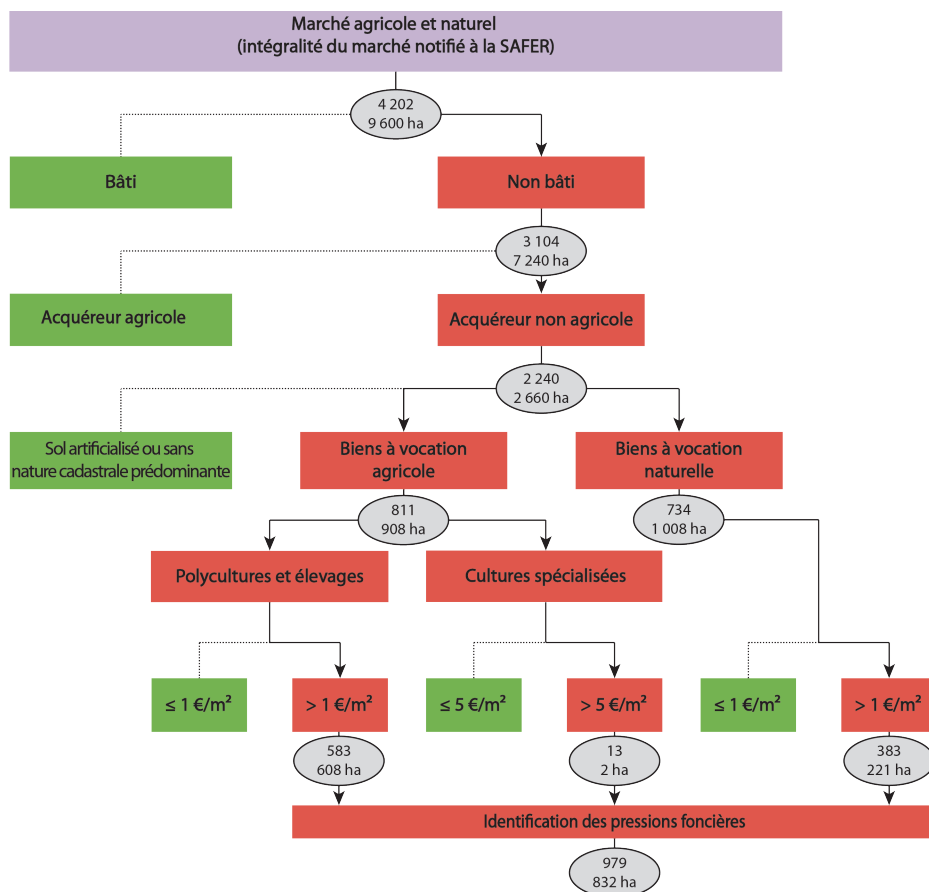 Marché agricole et naturel
(intégralité du marché notifié à la SAFER)
4 202
9 600 ha
Bâti
Non bâti
3 104
7 240 ha
Acquéreur agricole
Acquéreur non agricole
2 240
2 660 ha
Sol artificialisé ou sans
nature cadastrale prédominante
Biens à vocation
agricole
Biens à vocation
naturelle
811
908 ha
734
1 008 ha
Polycultures et élevages
Cultures spécialisées
≤ 1 €/m²
> 1 €/m²
≤ 5 €/m²
> 5 €/m²
≤ 1 €/m²
> 1 €/m²
583
608 ha
13
2 ha
383
221 ha
Identification des pressions foncières
979
832 ha